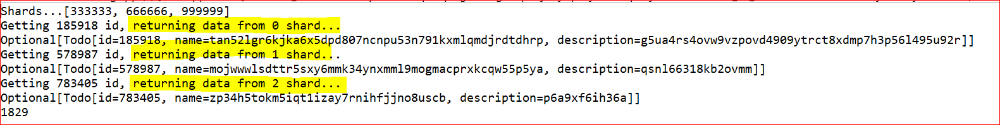 Shards...[333333, 666666, 999999]
Getting 185918 id, returning data from 0 shard...
Optional[Todo[id=185918, name=tan52lgr6kjka6x5dpd807ncnpu53n791kxmlqmdjrdtdhrp, description=g5ua4rs4ovw9vzpovd4909ytrct8xdmp7h3p56l495u92r]]
Getting 578987 id, returning data from 1 shard...
Optional[Todo[id=578987, name=mojwwwlsdttr5sxy6mmk34ynxmml9mogmacprxkcqw55p5ya, description=qsnl66318kb2ovmm]]
Getting 783405 id, returning data from 2 shard...
Optional[Todo[id=783405, name=zp34h5tokm5iqt1izay7rnihfjjno8uscb, description=p6a9xf6ih36a]]
1829